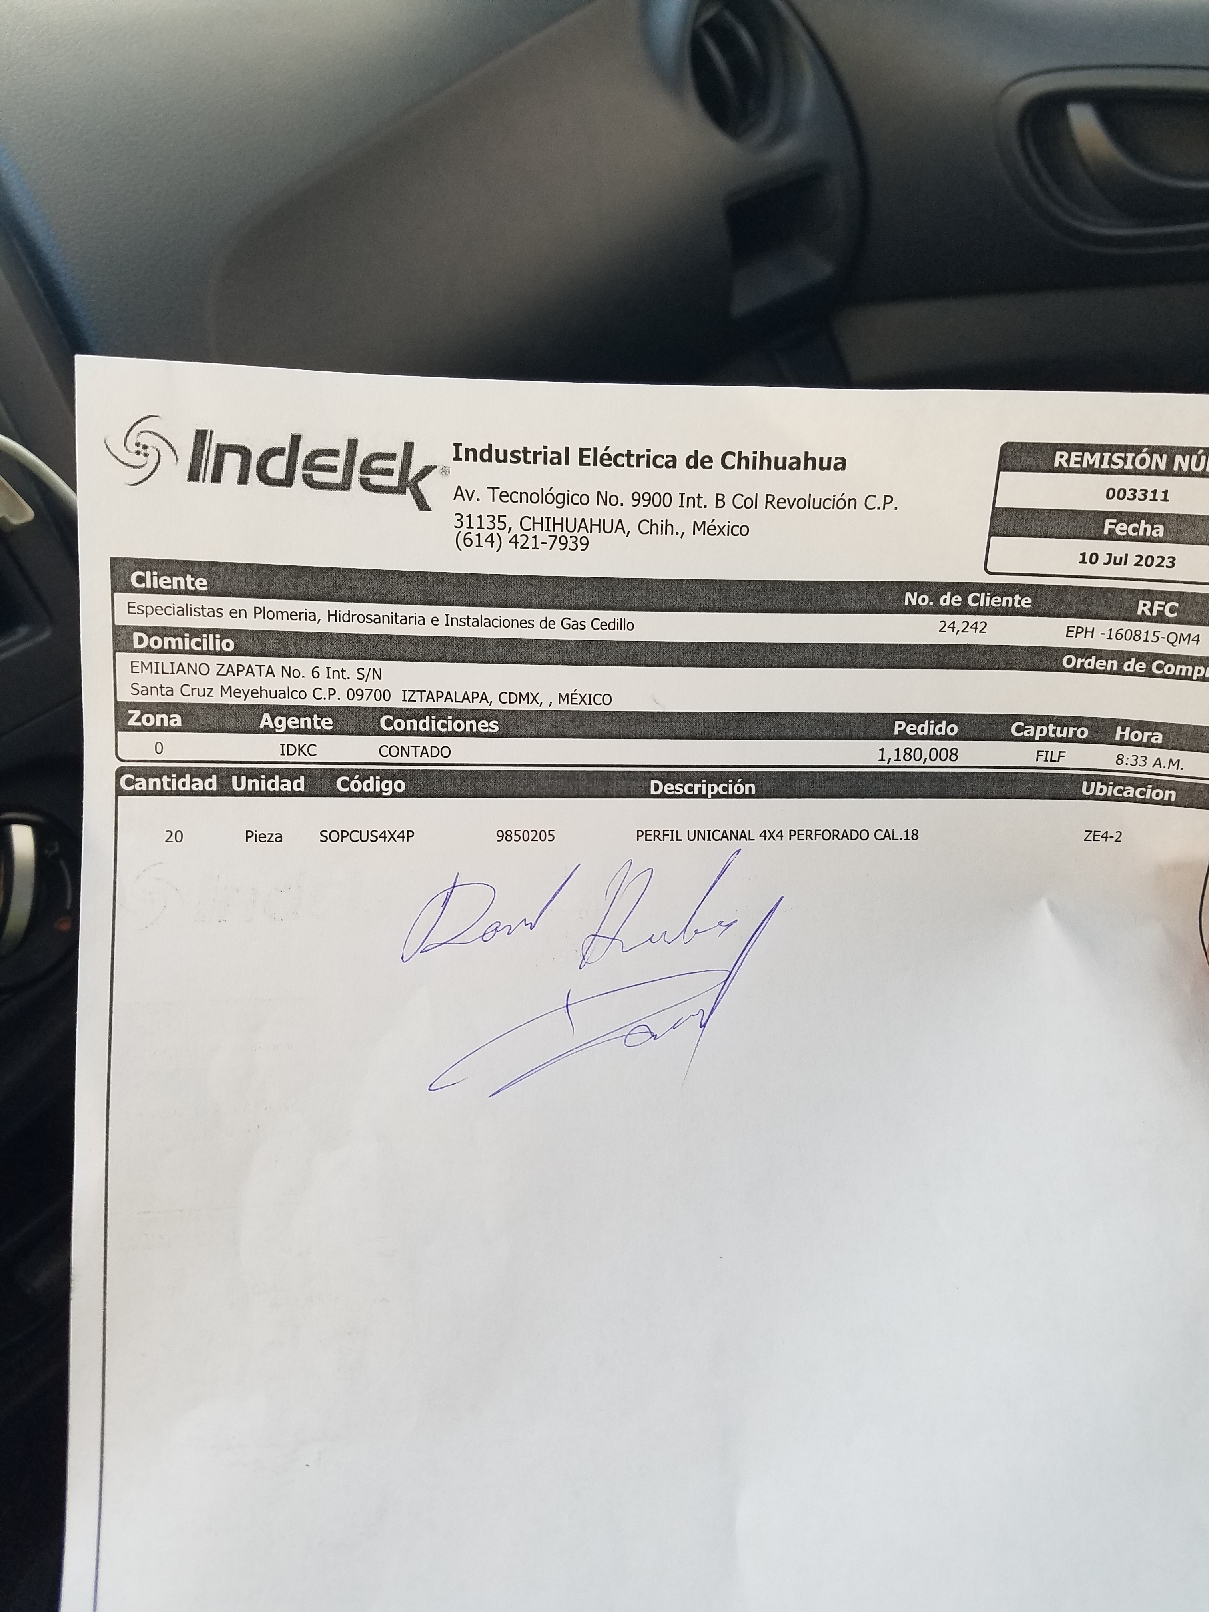 Indelek
Industrial Eléctrica de Chihuahua
Av. Tecnológico No. 9900 Int. B Col Revolución C.P.
31135, CHIHUAHUA, Chih., México
(614) 421-7939
REMISIÓN NÚ
003311
Fecha
10 Jul 2023
Cliente No. de Cliente RFC
Especialistas en Plomeria, Hidrosanitaria e Instalaciones de Gas Cedillo 24,242 EPH -160815-QM4
Domicilio Orden de Comp
EMILIANO ZAPATA No. 6 Int. S/N
Santa Cruz Meyehualco C.P. 09700 IZTAPALAPA, CDMX, , MÉXICO
Zona Agente Condiciones Pedido Capturo Hora
0 IDKC CONTADO 1,180,008 FILF 8:33 A.M.
Cantidad Unidad Código Descripción Ubicacion
20 Pieza SOPCUS4X4P 9850205 PERFIL UNICANAL 4X4 PERFORADO CAL.18 ZE4-2